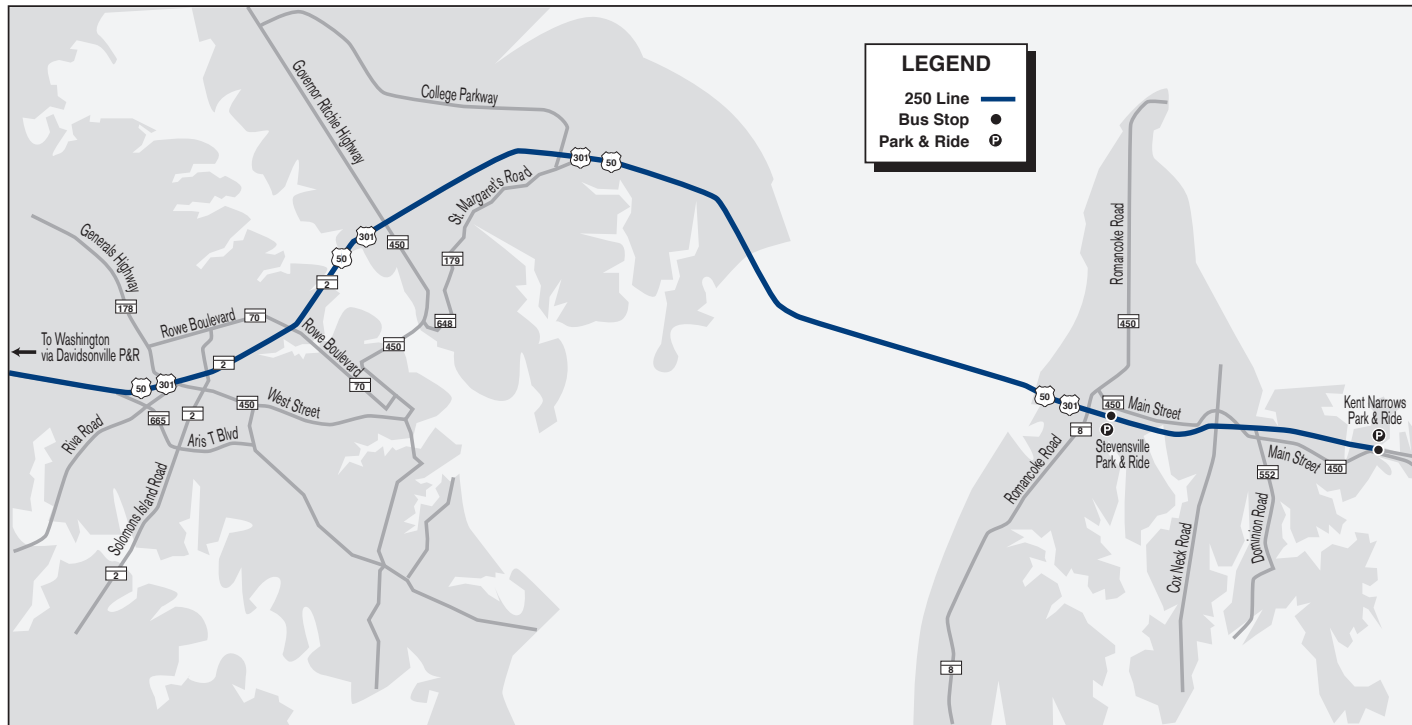 LEGEND
250 Line
Bus Stop
Park & Ride
P
Governor Ritchie Highway
College Parkway
301
50
St. Margaret's Road
Generals Highway
301
450
50
179
2
178
Rowe Boulevard
70
648
Rowe Boulevard
450
To Washington
via Davidsonville P&R
2
50
301
70
West Street
450
2
665
Riva Road
Aris T Blvd
Solomons Island Road
2
Romancoke Road
450
50
301
450
Main Street
8
P
Stevensville
Park & Ride
Romancoke Road
8
Cox Neck Road
Kent Narrows
Park & Ride
P
Main Street
450
552
Dominion Road